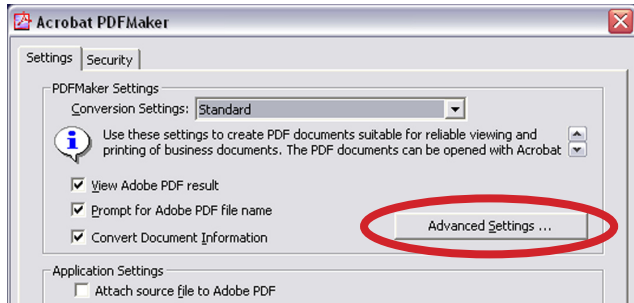 Acrobat PDFMaker
Settings
Security
PDFMaker Settings
Conversion Settings: Standard
Use these settings to create PDF documents suitable for reliable viewing and
printing of business documents. The PDF documents can be opened with Acrobat
View Adobe PDF result
Prompt for Adobe PDF file name
Advanced Settings ...
Convert Document Information
Application Settings
Attach source file to Adobe PDF